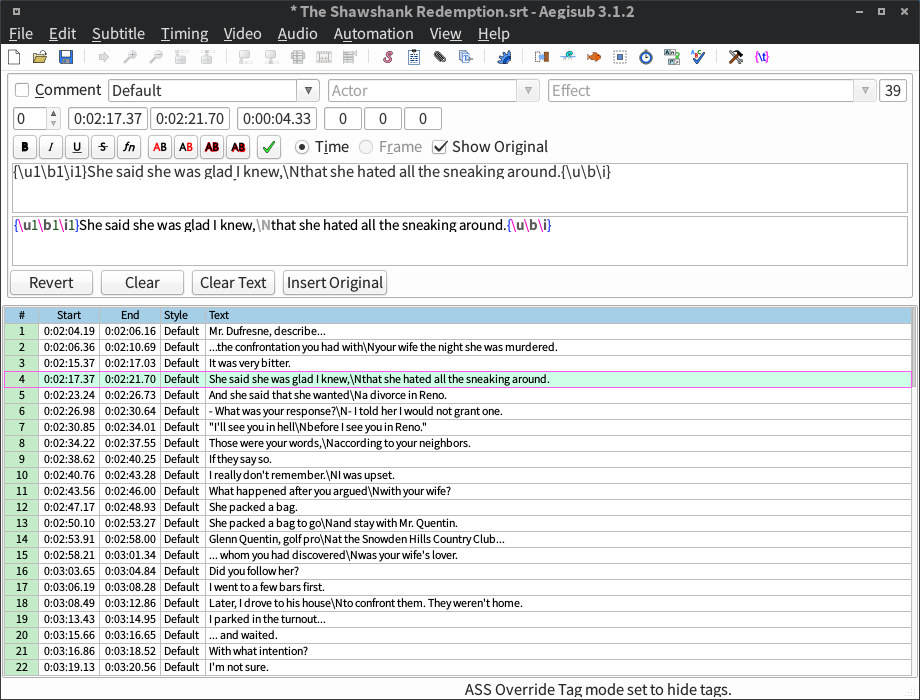 * The Shawshank Redemption.srt - Aegisub 3.1.2
File Edit Subtitle Timing Video Audio Automation View Help
Comment Default Actor Effect 39
0 0:02:17.37 0:02:21.70 0:00:04.33 0 0 0
B I U S fn AB AB AB AB Time Frame Show Original
{\u1\b1\i1}She said she was glad I knew,\Nthat she hated all the sneaking around.{\u\b\i}
{\u1\b1\i1}She said she was glad I knew,\Nthat she hated all the sneaking around.{\u\b\i}
Revert Clear Clear Text Insert Original
# Start End Style Text
1 0:02:04.19 0:02:06.16 Default Mr. Dufresne, describe...
2 0:02:06.36 0:02:10.69 Default ...the confrontation you had with\Nyour wife the night she was murdered.
3 0:02:15.37 0:02:17.03 Default It was very bitter.
4 0:02:17.37 0:02:21.70 Default She said she was glad I knew,\Nthat she hated all the sneaking around.
5 0:02:23.24 0:02:26.73 Default And she said that she wanted\Na divorce in Reno.
6 0:02:26.98 0:02:30.64 Default - What was your response?\N- I told her I would not grant one.
7 0:02:30.85 0:02:34.01 Default "I'll see you in hell\Nbefore I see you in Reno."
8 0:02:34.22 0:02:37.55 Default Those were your words,\Naccording to your neighbors.
9 0:02:38.62 0:02:40.25 Default If they say so.
10 0:02:40.76 0:02:43.28 Default I really don't remember.\NI was upset.
11 0:02:43.56 0:02:46.00 Default What happened after you argued\Nwith your wife?
12 0:02:47.17 0:02:48.93 Default She packed a bag.
13 0:02:50.10 0:02:53.27 Default She packed a bag to go\Nand stay with Mr. Quentin.
14 0:02:53.91 0:02:58.00 Default Glenn Quentin, golf pro\Nat the Snowden Hills Country Club...
15 0:02:58.21 0:03:01.34 Default ... whom you had discovered\Nwas your wife's lover.
16 0:03:03.65 0:03:04.84 Default Did you follow her?
17 0:03:06.19 0:03:08.28 Default I went to a few bars first.
18 0:03:08.49 0:03:12.86 Default Later, I drove to his house\Nto confront them. They weren't home.
19 0:03:13.43 0:03:14.95 Default I parked in the turnout...
20 0:03:15.66 0:03:16.65 Default ... and waited.
21 0:03:16.86 0:03:18.52 Default With what intention?
22 0:03:19.13 0:03:20.56 Default I'm not sure.
ASS Override Tag mode set to hide tags.